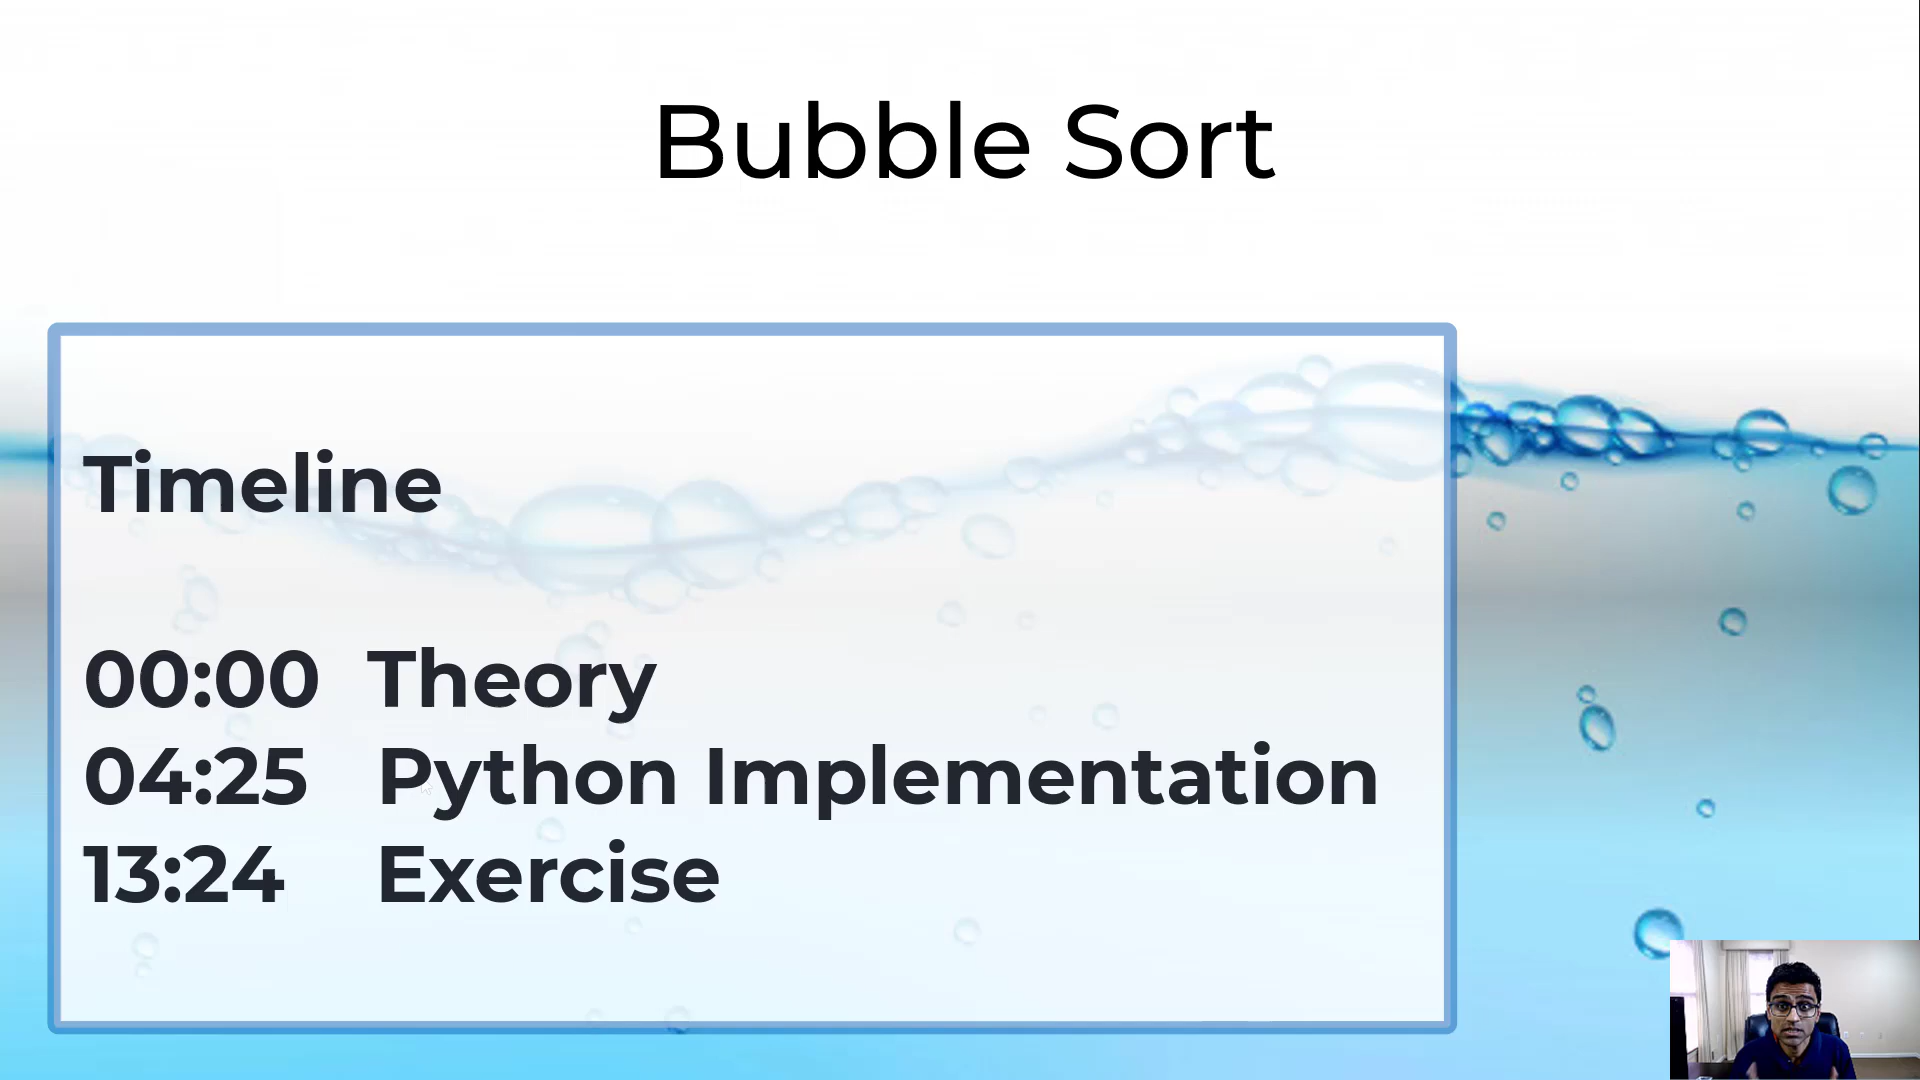 Bubble Sort
Timeline
00:00 Theory
04:25 Python Implementation
13:24 Exercise